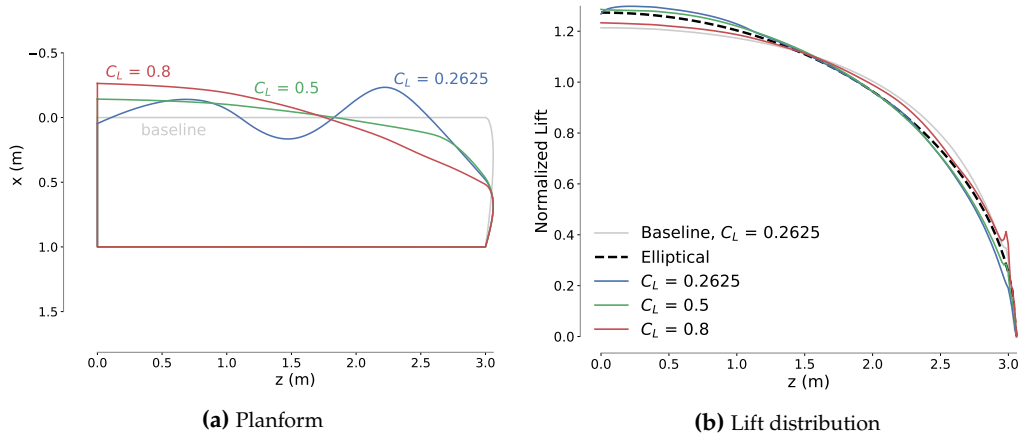 −0.5
0.0
0.5
1.0
1.5
x (m)
C_L = 0.8
C_L = 0.5
C_L = 0.2625
baseline
0.0 0.5 1.0 1.5 2.0 2.5 3.0
z (m)
(a) Planform
1.2
1.0
0.8
0.6
0.4
0.2
0.0
Normalized Lift
Baseline, C_L = 0.2625
Elliptical
C_L = 0.2625
C_L = 0.5
C_L = 0.8
0.0 0.5 1.0 1.5 2.0 2.5 3.0
z (m)
(b) Lift distribution